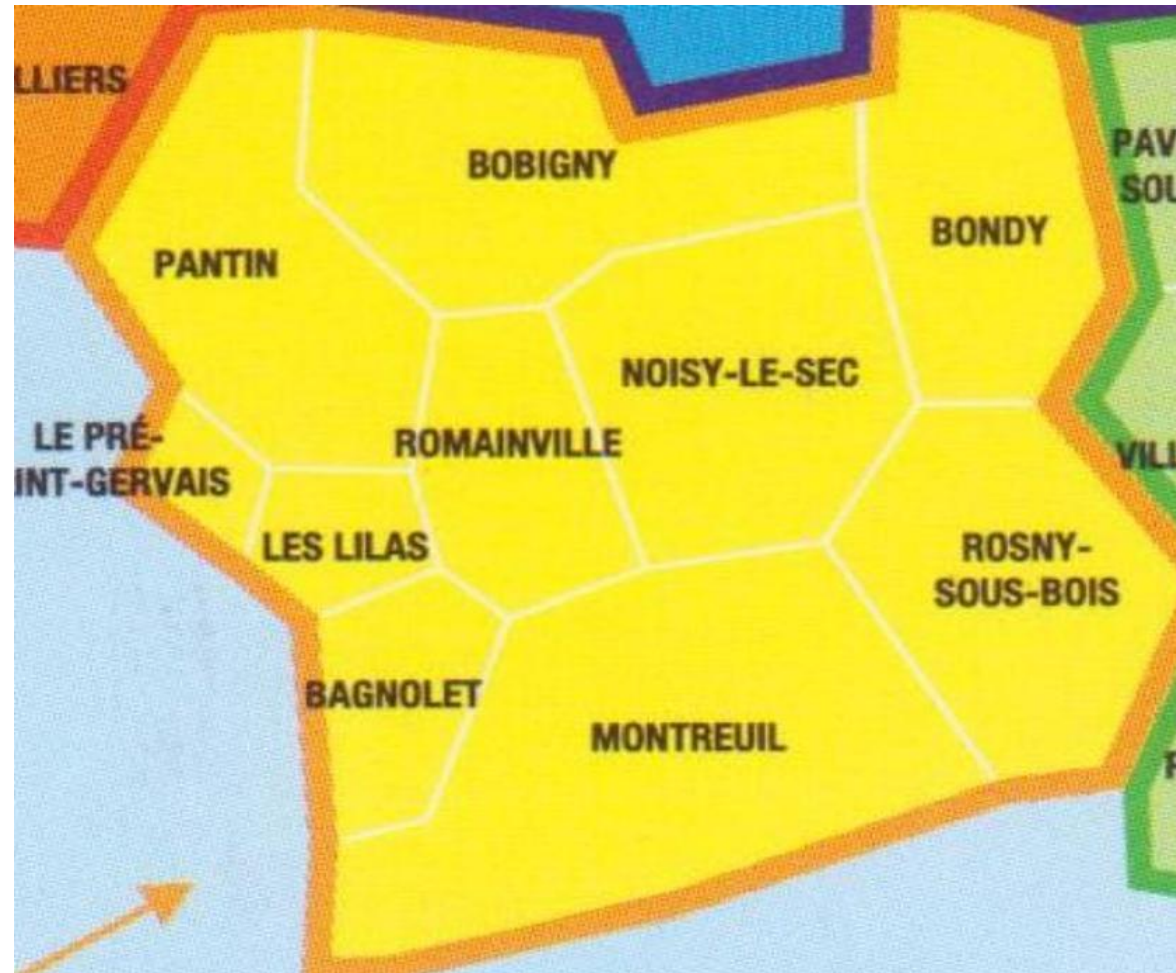 LLIERS
BOBIGNY
PAV
SOU
BONDY
PANTIN
NOISY-LE-SEC
LE PRÉ-
INT-GERVAIS
ROMAINVILLE
VILL
LES LILAS
ROSNY-
SOUS-BOIS
BAGNOLET
MONTREUIL